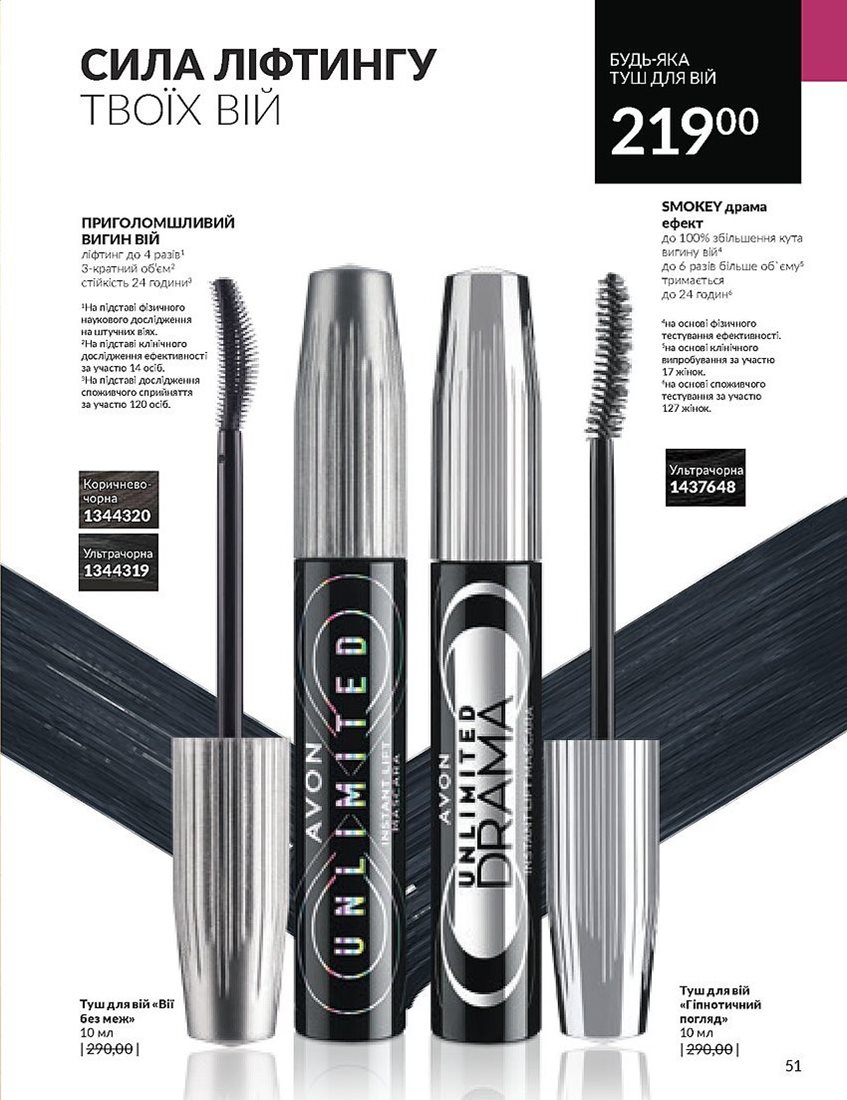 СИЛА ЛІФТИНГУ
ТВОЇХ ВІЙ
БУДЬ-ЯКА
ТУШ ДЛЯ ВІЙ
219⁰⁰
ПРИГОЛОМШЛИВИЙ
ВИГИН ВІЙ
ліфтинг до 4 разів¹
3-кратний об'єм²
стійкість 24 години³
¹На підставі фізичного
наукового дослідження
на штучних віях.
²На підставі клінічного
дослідження ефективності
за участю 14 осіб.
³На підставі дослідження
споживчого сприйняття
за участю 120 осіб.
Коричнево-
чорна
1344320
Ультрачорна
1344319
SMOKEY драма
ефект
до 100% збільшення кута
вигину вій⁴
до 6 разів більше об`єму⁵
тримається
до 24 годин⁶
⁴на основі фізичного
тестування ефективності.
⁵на основі клінічного
випробування за участю
17 жінок.
⁶на основі споживчого
тестування за участю
127 жінок.
Ультрачорна
1437648
AVON
UNLIMITED
INSTANT LIFT
MASCARA
AVON
UNLIMITED
DRAMA
INSTANT LIFT MASCARA
Туш для вій «Вії
без меж»
10 мл
| 290,00 |
Туш для вій
«Гіпнотичний
погляд»
10 мл
| 290,00 |
51